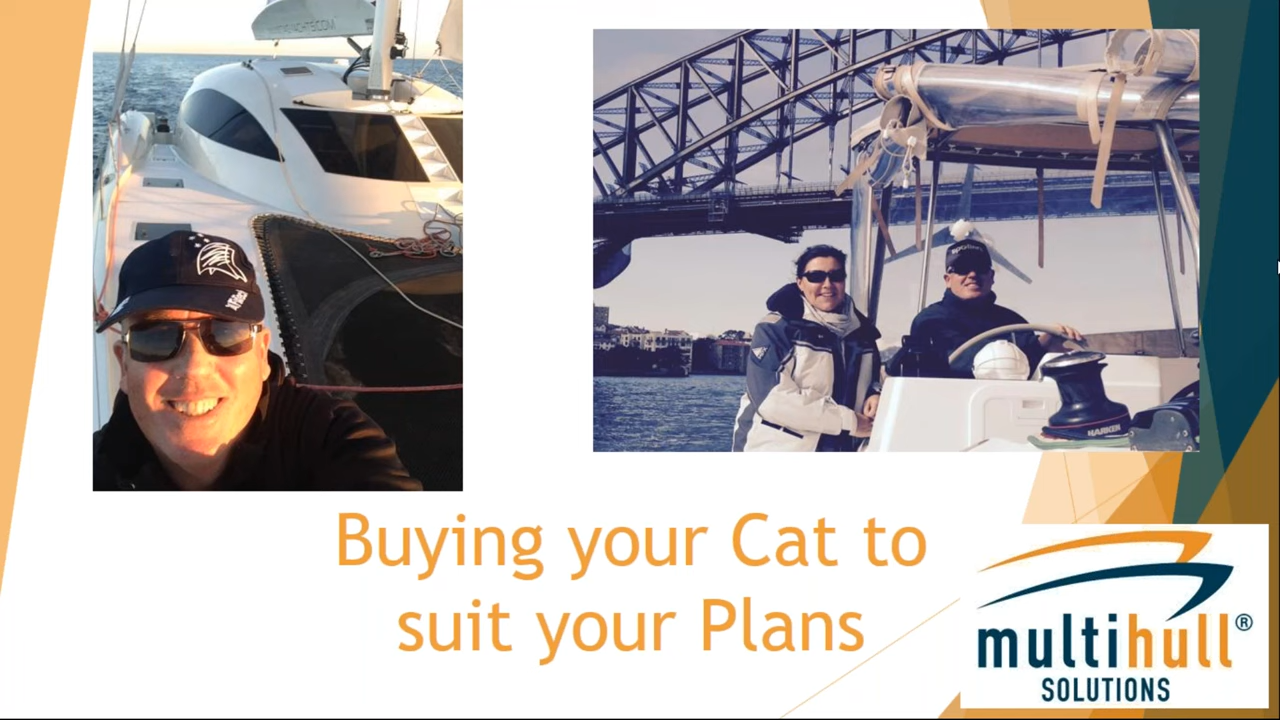 Buying your Cat to
suit your Plans
multihull®
SOLUTIONS
HARKEN